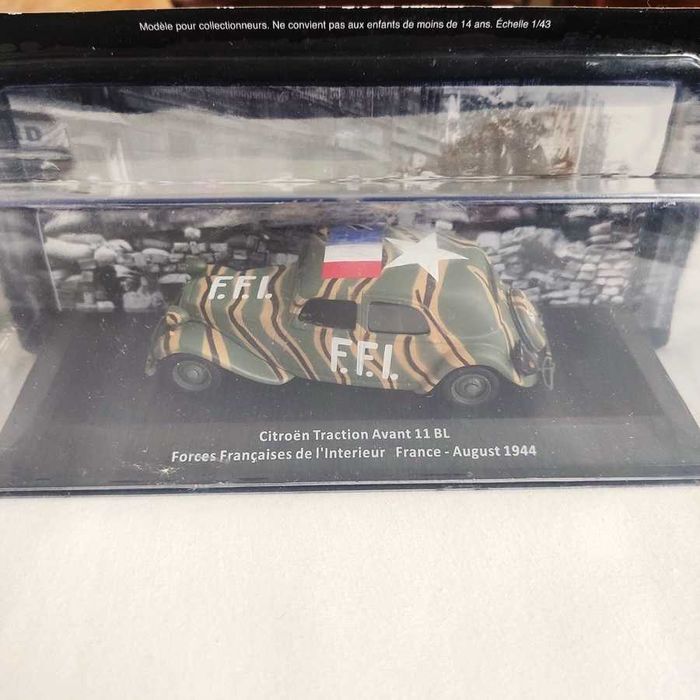 Modèle pour collectionneurs. Ne convient pas aux enfants de moins de 14 ans. Échelle 1/43
F.F.I.
F.F.I.
Citroën Traction Avant 11 BL
Forces Françaises de l'Interieur France - August 1944